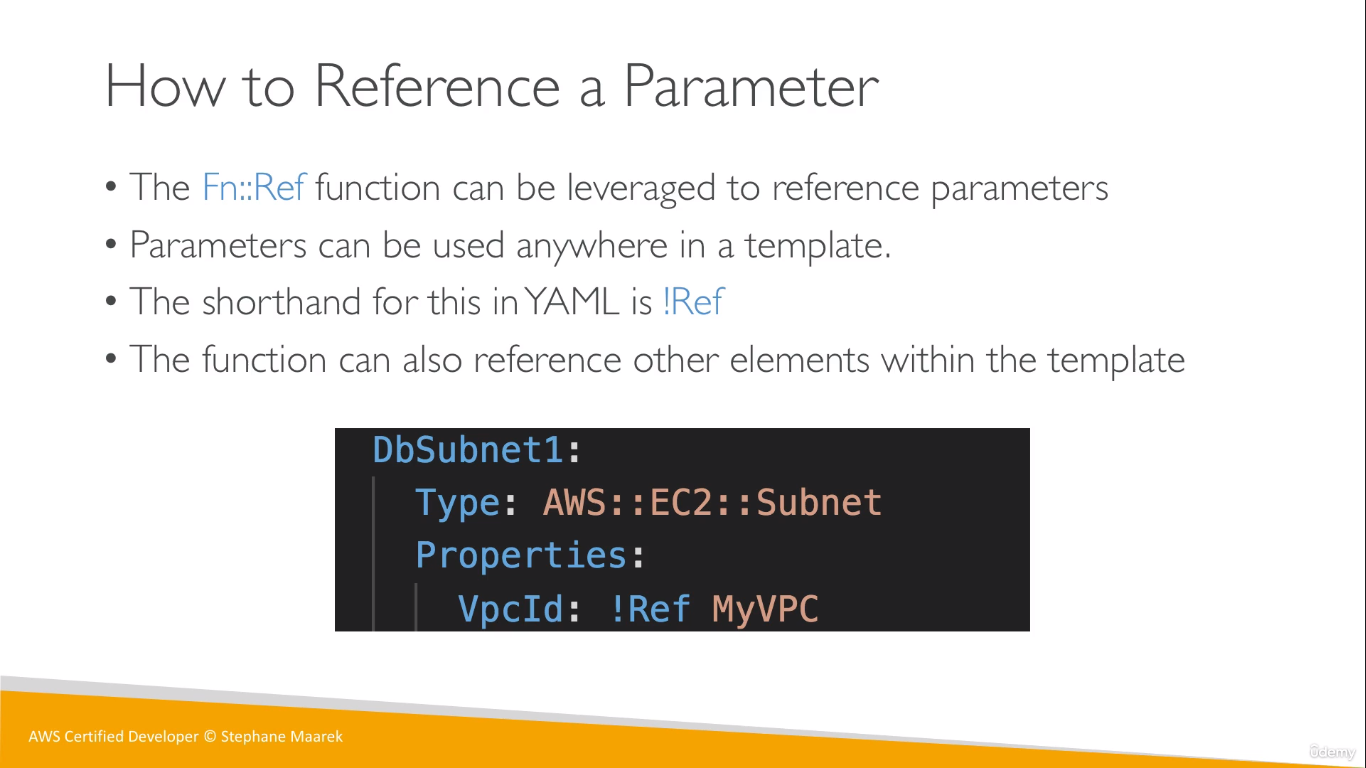 How to Reference a Parameter
• The Fn::Ref function can be leveraged to reference parameters
• Parameters can be used anywhere in a template.
• The shorthand for this in YAML is !Ref
• The function can also reference other elements within the template
DbSubnet1:
Type: AWS::EC2::Subnet
Properties:
VpcId: !Ref MyVPC
AWS Certified Developer © Stephane Maarek
ûdemy